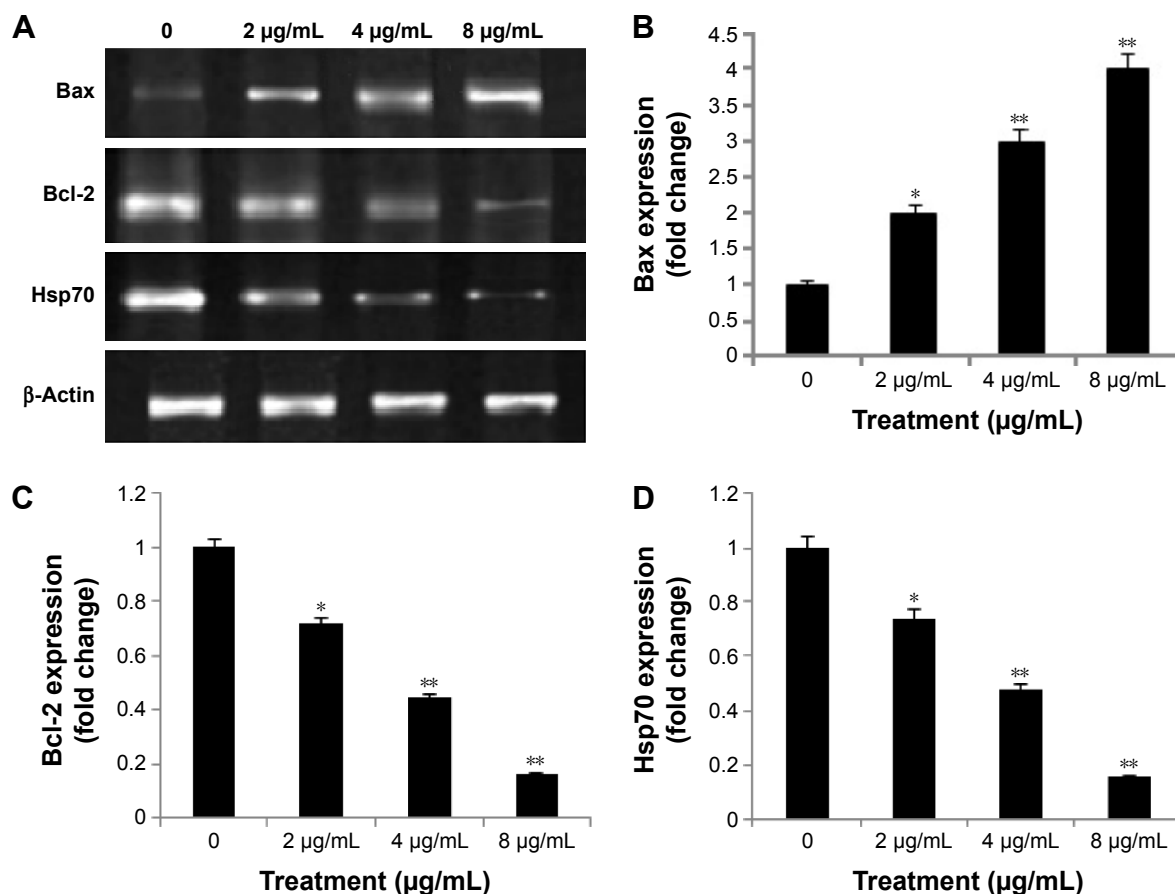 A
0 2 µg/mL 4 µg/mL 8 µg/mL
Bax
Bcl-2
Hsp70
β-Actin
B
Bax expression
(fold change)
4.5
4
3.5
3
2.5
2
1.5
1
0.5
0
*
**
**
0 2 µg/mL 4 µg/mL 8 µg/mL
Treatment (µg/mL)
C
Bcl-2 expression
(fold change)
1.2
1
0.8
0.6
0.4
0.2
0
*
**
**
0 2 µg/mL 4 µg/mL 8 µg/mL
Treatment (µg/mL)
D
Hsp70 expression
(fold change)
1.2
1
0.8
0.6
0.4
0.2
0
*
**
**
0 2 µg/mL 4 µg/mL 8 µg/mL
Treatment (µg/mL)